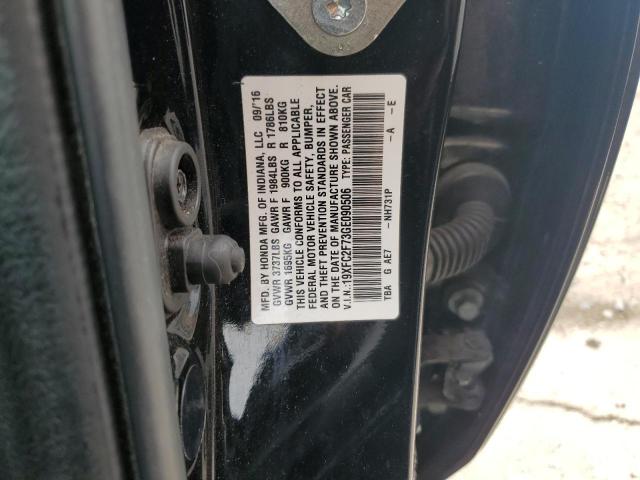 MFD. BY HONDA MFG. OF INDIANA, LLC 09/'16
GVWR 3737LBS GAWR F 1984LBS R 1786LBS
GVWR 1695KG GAWR F 900KG R 810KG
THIS VEHICLE CONFORMS TO ALL APPLICABLE
FEDERAL MOTOR VEHICLE SAFETY, BUMPER,
AND THEFT PREVENTION STANDARDS IN EFFECT
ON THE DATE OF MANUFACTURE SHOWN ABOVE.
V.I.N.:19XFC2F73GE090506 TYPE: PASSENGER CAR
TBA G AE7 -NH731P -A -E